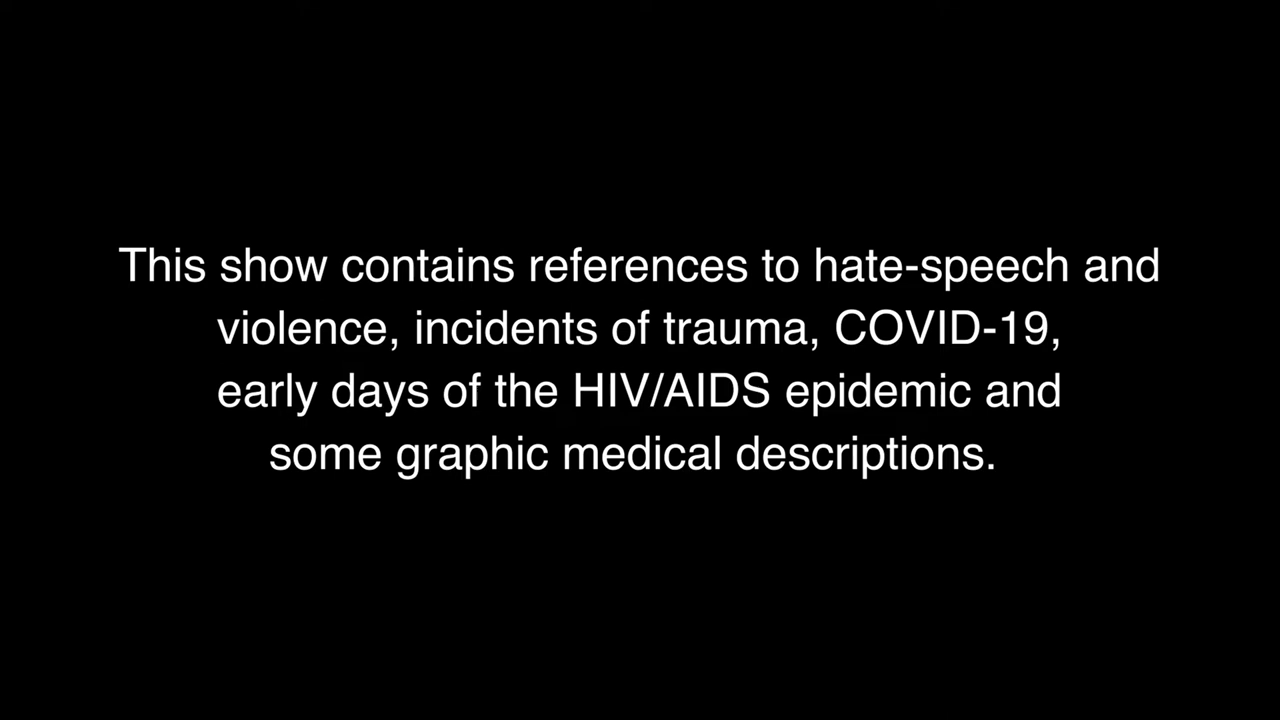 This show contains references to hate-speech and
violence, incidents of trauma, COVID-19,
early days of the HIV/AIDS epidemic and
some graphic medical descriptions.